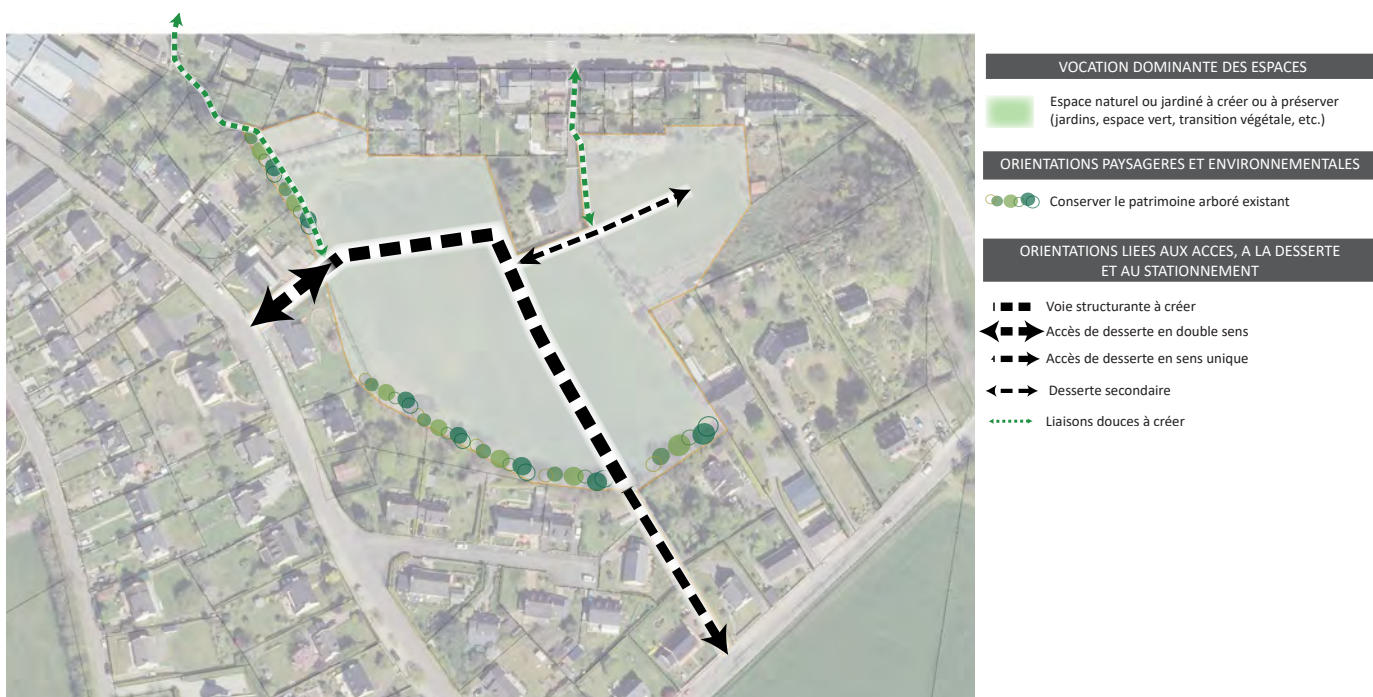 VOCATION DOMINANTE DES ESPACES
Espace naturel ou jardiné à créer ou à préserver
(jardins, espace vert, transition végétale, etc.)
ORIENTATIONS PAYSAGERES ET ENVIRONNEMENTALES
Conserver le patrimoine arboré existant
ORIENTATIONS LIEES AUX ACCES, A LA DESSERTE
ET AU STATIONNEMENT
Voie structurante à créer
Accès de desserte en double sens
Accès de desserte en sens unique
Desserte secondaire
Liaisons douces à créer